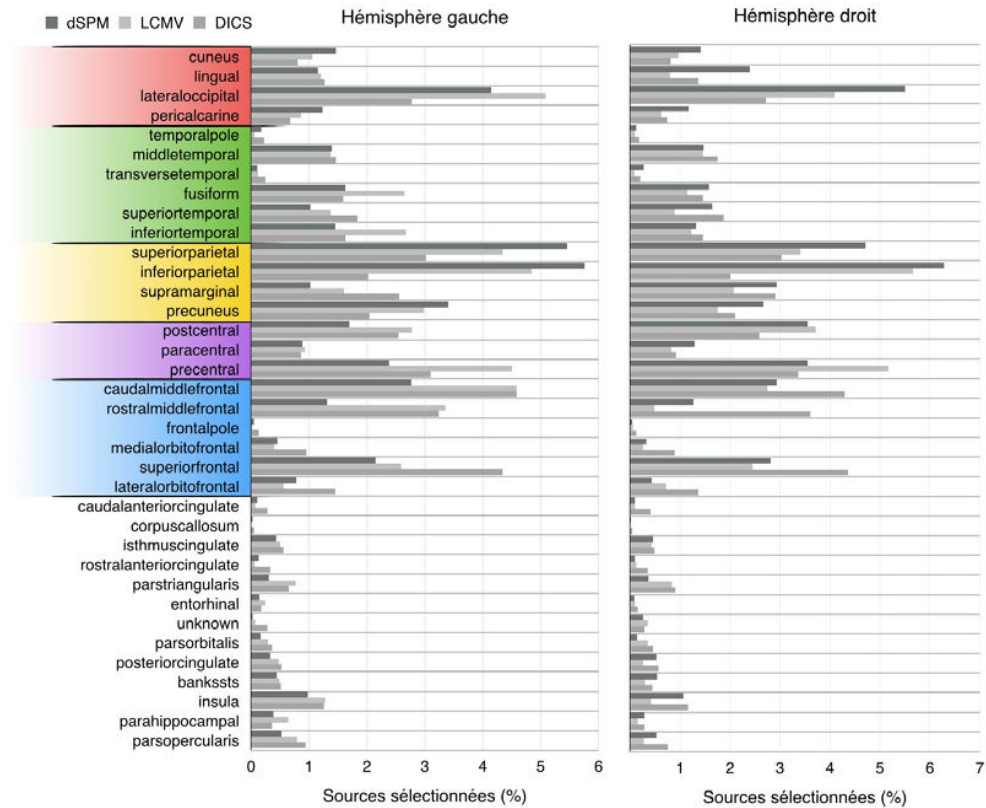 dSPM LCMV DICS
Hémisphère gauche
Hémisphère droit
cuneus
lingual
lateraloccipital
pericalcarine
temporalpole
middletemporal
transversetemporal
fusiform
superiortemporal
inferiortemporal
superiorparietal
inferiorparietal
supramarginal
precuneus
postcentral
paracentral
precentral
caudalmiddlefrontal
rostralmiddlefrontal
frontalpole
medialorbitofrontal
superiorfrontal
lateralorbitofrontal
caudalanteriorcingulate
corpuscallosum
isthmuscingulate
rostralanteriorcingulate
parstriangularis
entorhinal
unknown
parsorbitalis
posteriorcingulate
bankssts
insula
parahippocampal
parsopercularis
0 1 2 3 4 5 6
1 2 3 4 5 6 7
Sources sélectionnées (%)
Sources sélectionnées (%)